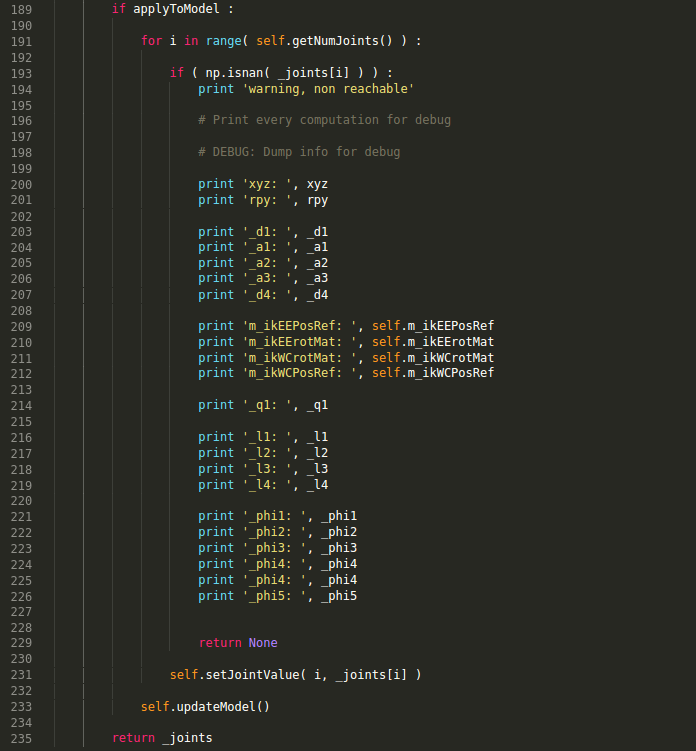 189 if applyToModel :
190
191 for i in range( self.getNumJoints() ) :
192
193 if ( np.isnan( _joints[i] ) ) :
194 print 'warning, non reachable'
195
196 # Print every computation for debug
197
198 # DEBUG: Dump info for debug
199
200 print 'xyz: ', xyz
201 print 'rpy: ', rpy
202
203 print '_d1: ', _d1
204 print '_a1: ', _a1
205 print '_a2: ', _a2
206 print '_a3: ', _a3
207 print '_d4: ', _d4
208
209 print 'm_ikEEPosRef: ', self.m_ikEEPosRef
210 print 'm_ikEErotMat: ', self.m_ikEErotMat
211 print 'm_ikWCrotMat: ', self.m_ikWCrotMat
212 print 'm_ikWCPosRef: ', self.m_ikWCPosRef
213
214 print '_q1: ', _q1
215
216 print '_l1: ', _l1
217 print '_l2: ', _l2
218 print '_l3: ', _l3
219 print '_l4: ', _l4
220
221 print '_phi1: ', _phi1
222 print '_phi2: ', _phi2
223 print '_phi3: ', _phi3
224 print '_phi4: ', _phi4
225 print '_phi4: ', _phi4
226 print '_phi5: ', _phi5
227
228
229 return None
230
231 self.setJointValue( i, _joints[i] )
232
233 self.updateModel()
234
235 return _joints